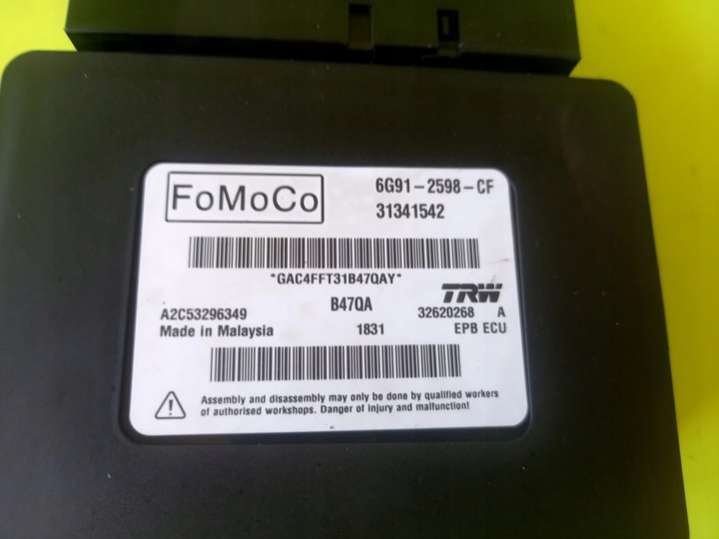 FoMoCo
6G91-2598-CF
31341542
*GAC4FFT31B47QAY*
TRW
A2C53296349 B47QA 32620268 A
Made in Malaysia 1831 EPB ECU
Assembly and disassembly may only be done by qualified workers
of authorised workshops. Danger of injury and malfunction!